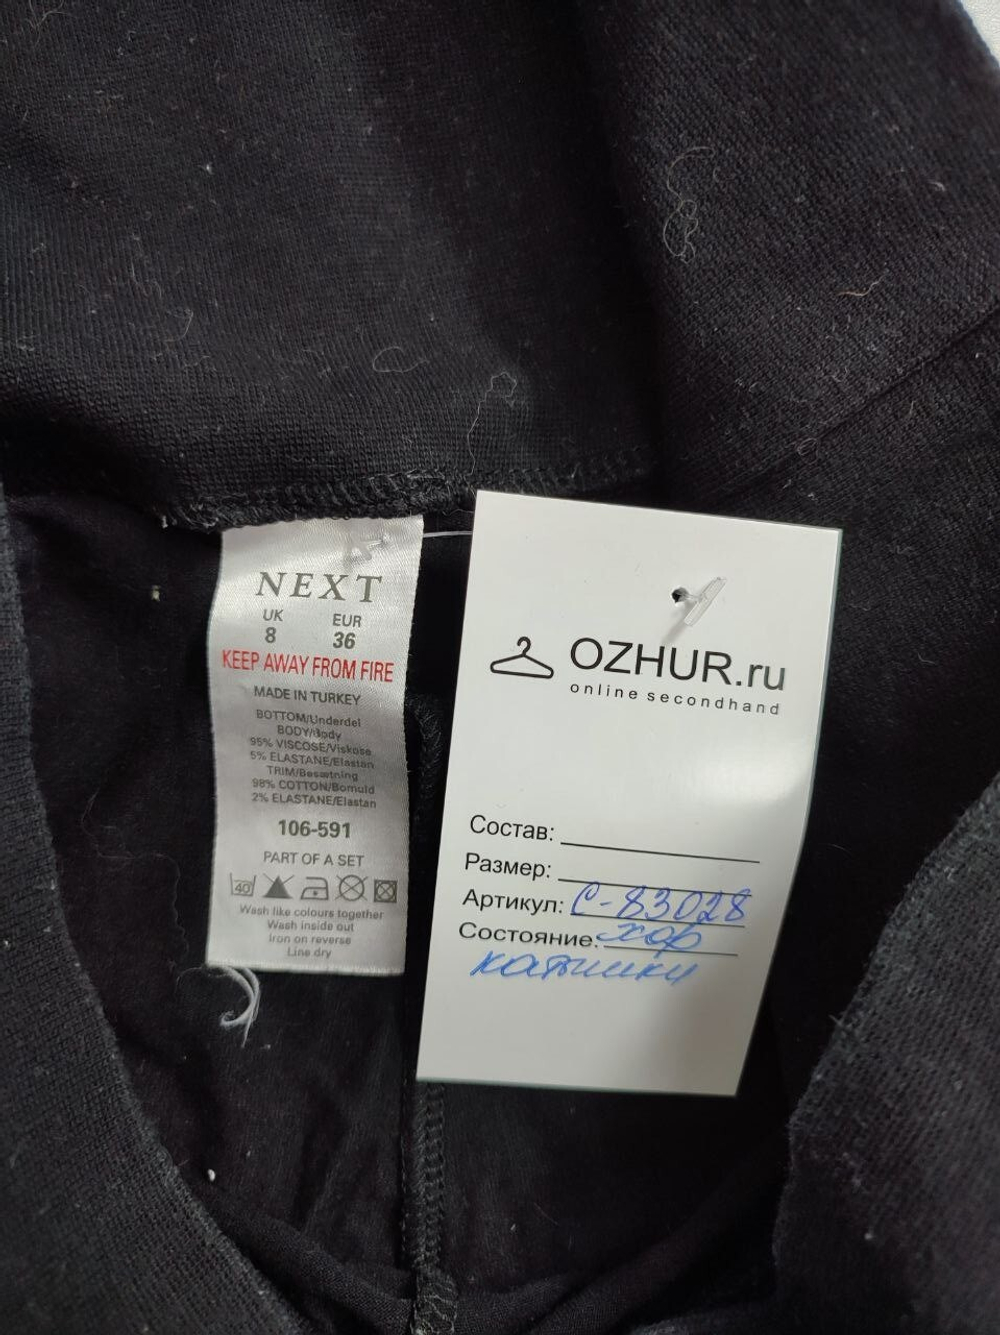 NEXT
UK EUR
8 36
KEEP AWAY FROM FIRE
MADE IN TURKEY
BOTTOM/Underdel
BODY/Body
95% VISCOSE/Viskose
5% ELASTANE/Elastan
TRIM/Besætning
98% COTTON/Bomuld
2% ELASTANE/Elastan
106-591
PART OF A SET
40
Wash like colours together
Wash inside out
Iron on reverse
Line dry
OZHUR.ru
online secondhand
Состав:
Размер:
Артикул: С-83028
Состояние: хор
катышки